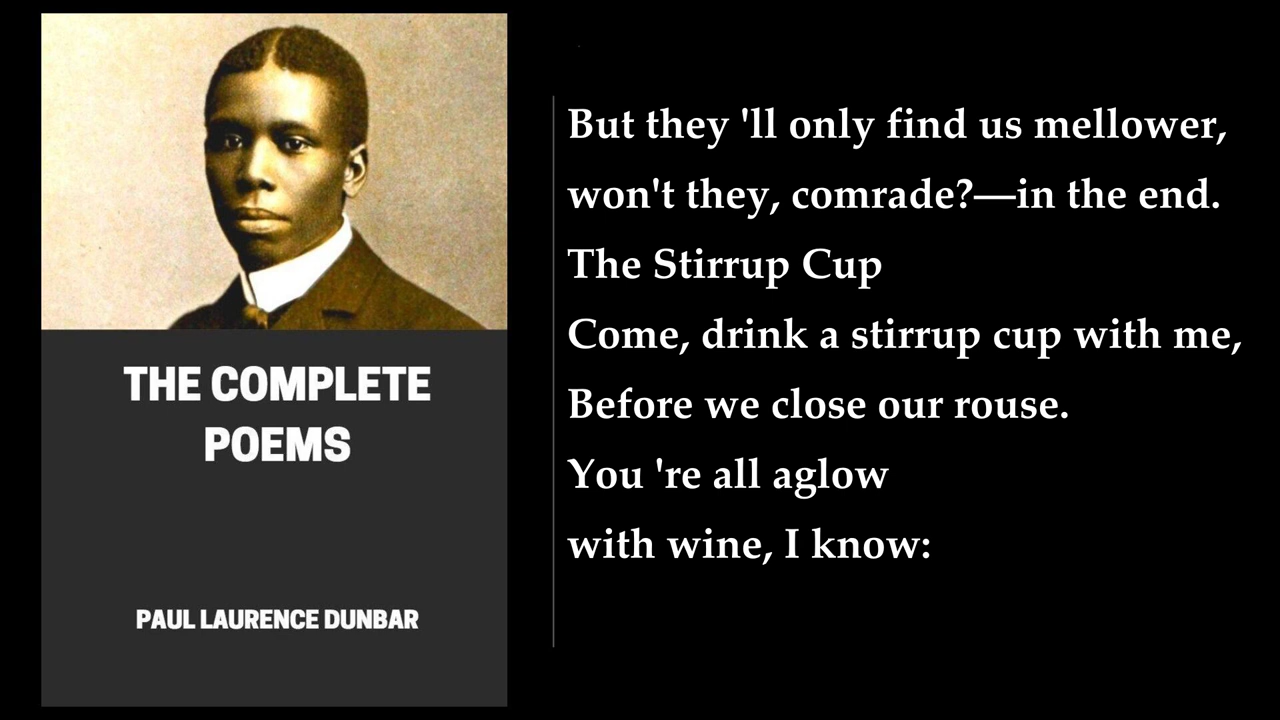 THE COMPLETE
POEMS
PAUL LAURENCE DUNBAR
But they 'll only find us mellower,
won't they, comrade?—in the end.
The Stirrup Cup
Come, drink a stirrup cup with me,
Before we close our rouse.
You 're all aglow
with wine, I know: